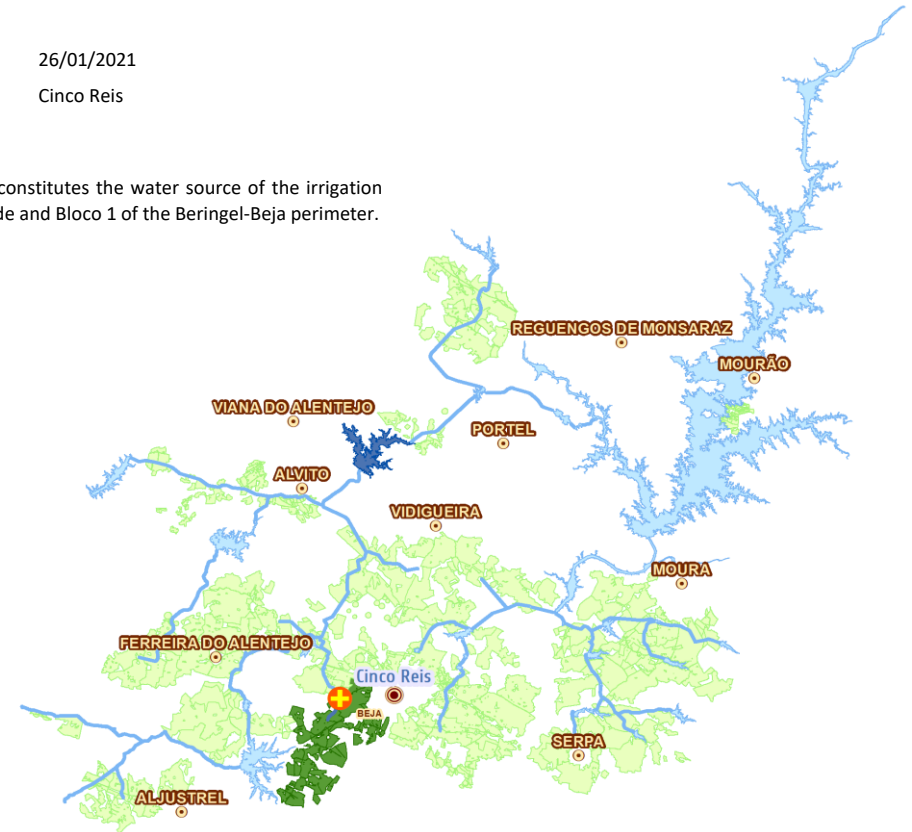 26/01/2021
Cinco Reis
constitutes the water source of the irrigation
de and Bloco 1 of the Beringel-Beja perimeter.
REGUENGOS DE MONSARAZ
MOURÃO
VIANA DO ALENTEJO
PORTEL
ALVITO
VIDIGUEIRA
MOURA
FERREIRA DO ALENTEJO
Cinco Reis
BEJA
SERPA
ALJUSTREL